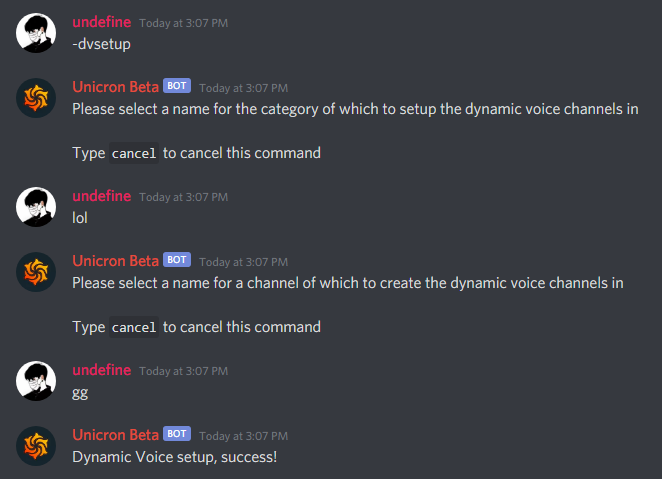 undefine Today at 3:07 PM
-dvsetup
Unicron Beta BOT Today at 3:07 PM
Please select a name for the category of which to setup the dynamic voice channels in
Type cancel to cancel this command
undefine Today at 3:07 PM
lol
Unicron Beta BOT Today at 3:07 PM
Please select a name for a channel of which to create the dynamic voice channels in
Type cancel to cancel this command
undefine Today at 3:07 PM
gg
Unicron Beta BOT Today at 3:07 PM
Dynamic Voice setup, success!